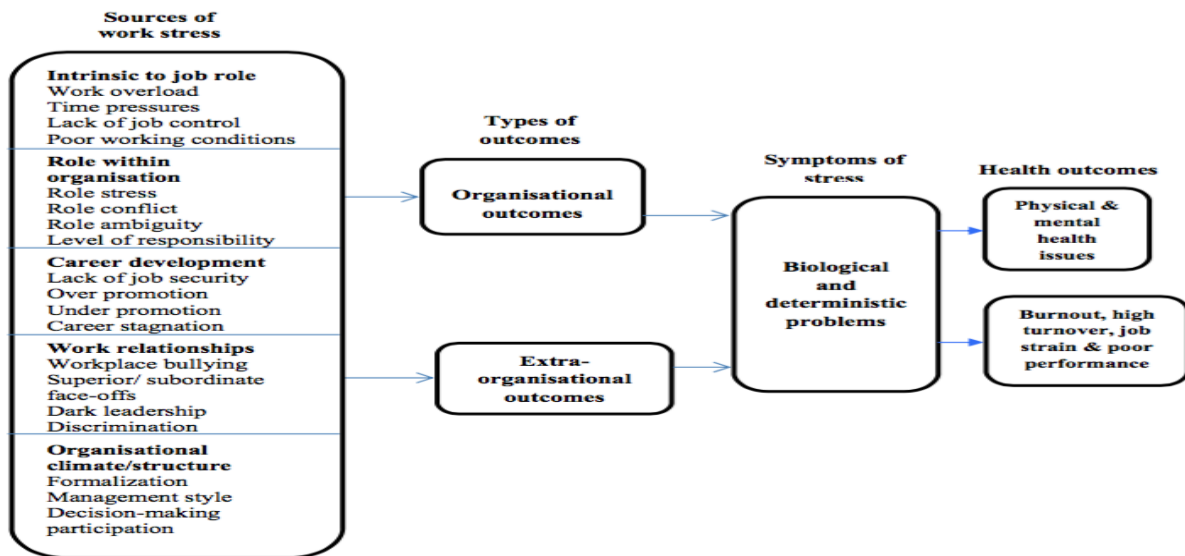 Sources of
work stress
Intrinsic to job role
Work overload
Time pressures
Lack of job control
Poor working conditions
Role within
organisation
Role stress
Role conflict
Role ambiguity
Level of responsibility
Career development
Lack of job security
Over promotion
Under promotion
Career stagnation
Work relationships
Workplace bullying
Superior/ subordinate
face-offs
Dark leadership
Discrimination
Organisational
climate/structure
Formalization
Management style
Decision-making
participation
Types of
outcomes
Organisational
outcomes
Extra-
organisational
outcomes
Symptoms of
stress
Biological
and
deterministic
problems
Health outcomes
Physical &
mental
health
issues
Burnout, high
turnover, job
strain & poor
performance